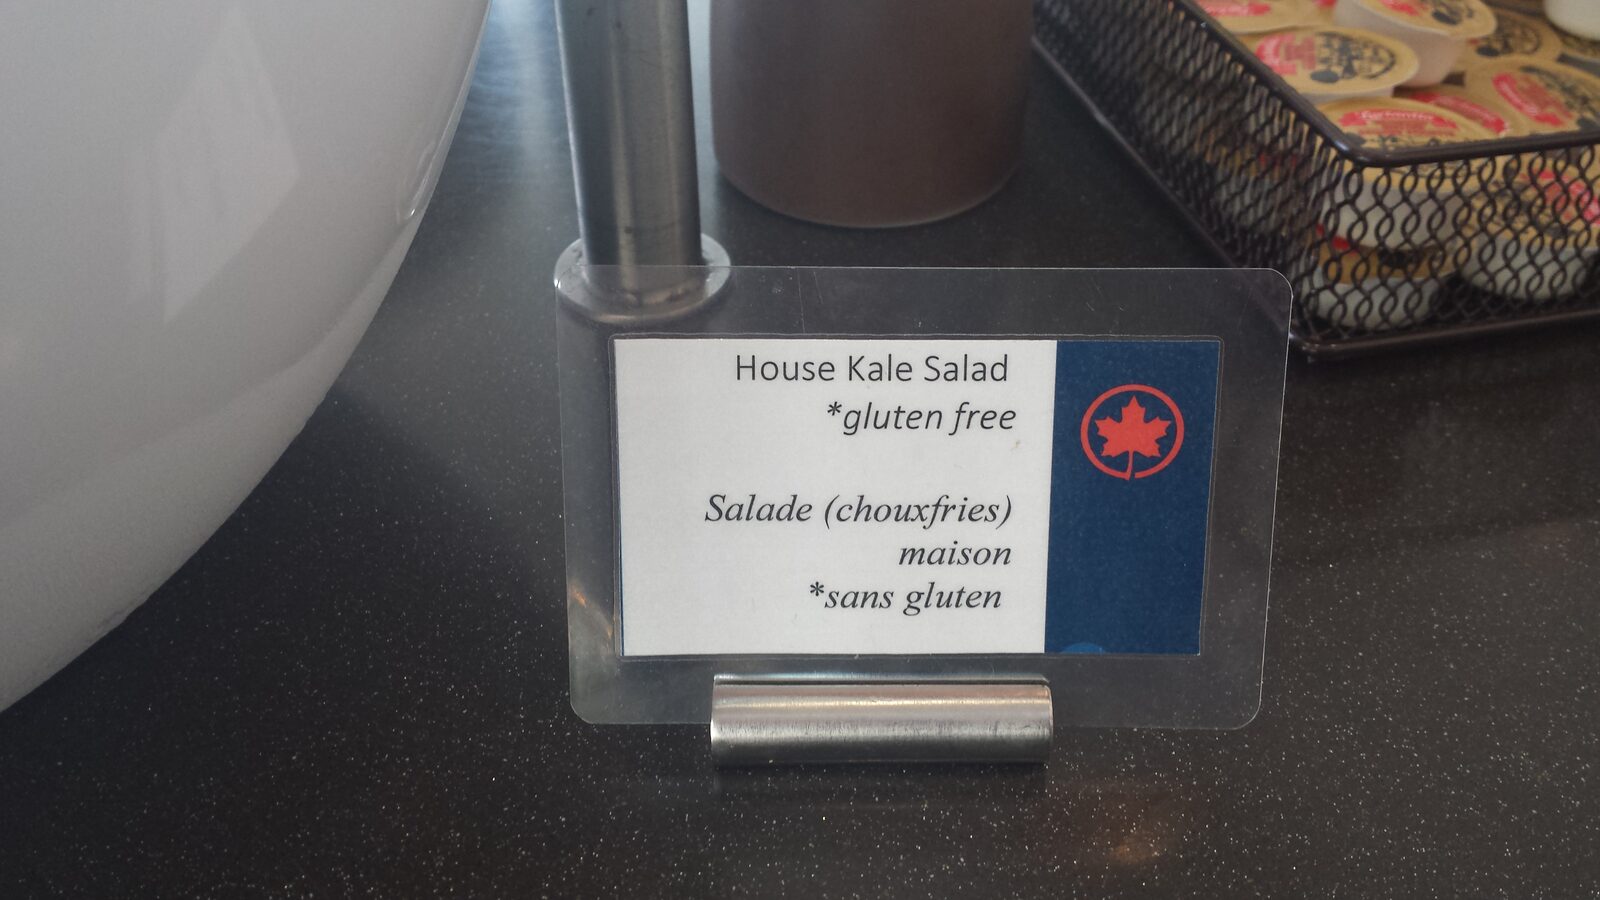 House Kale Salad
*gluten free
Salade (chouxfries)
maison
*sans gluten